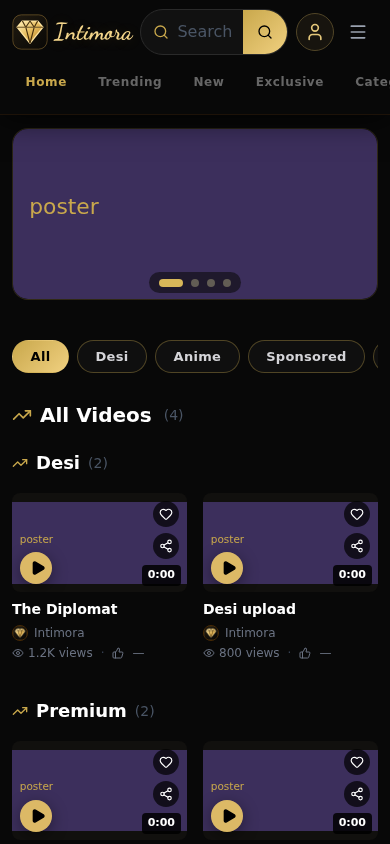 Intimora
Search
Home Trending New Exclusive
poster
All Desi Anime Sponsored
All Videos (4)
Desi (2)
poster poster
0:00 0:00
The Diplomat Desi upload
Intimora Intimora
1.2K views · — 800 views · —
Premium (2)
poster poster
0:00 0:00